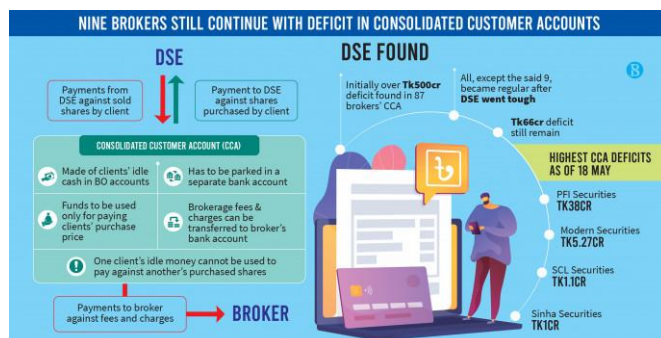 NINE BROKERS STILL CONTINUE WITH DEFICIT IN CONSOLIDATED CUSTOMER ACCOUNTS
DSE
Payments from
DSE against sold
shares by client
Payment to DSE
against shares
purchased by client
CONSOLIDATED CUSTOMER ACCOUNT (CCA)
Made of clients' idle
cash in BO accounts
Has to be parked in a
separate bank account
Funds to be used
only for paying
clients' purchase
price
Brokerage fees &
charges can be
transferred to broker's
bank account
One client's idle money cannot be used to
pay against another's purchased shares
Payments to broker
against fees and charges
BROKER
DSE FOUND
Initially over Tk500cr
deficit found in 87
brokers' CCA
All, except the said 9,
became regular after
DSE went tough
Tk66cr deficit
still remain
HIGHEST CCA DEFICITS
AS OF 18 MAY
PFI Securities
TK38CR
Modern Securities
TK5.27CR
SCL Securities
TK1.1CR
Sinha Securities
TK1CR
৳